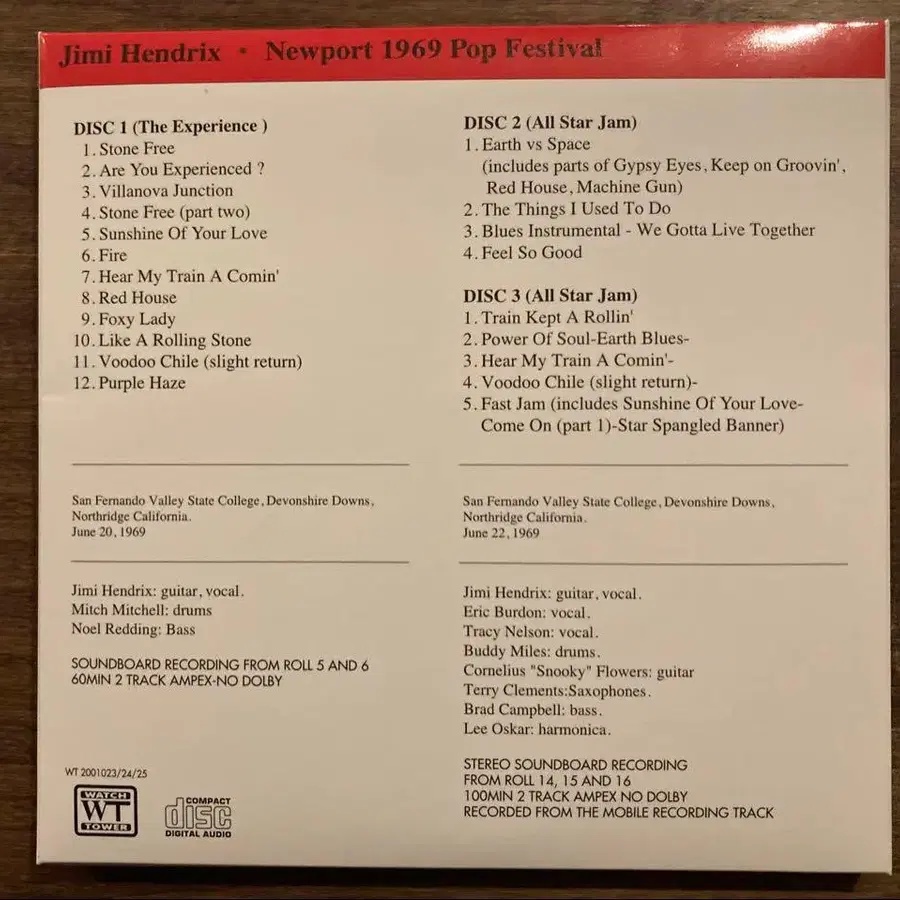 Jimi Hendrix • Newport 1969 Pop Festival
DISC 1 (The Experience )
1. Stone Free
2. Are You Experienced ?
3. Villanova Junction
4. Stone Free (part two)
5. Sunshine Of Your Love
6. Fire
7. Hear My Train A Comin'
8. Red House
9. Foxy Lady
10. Like A Rolling Stone
11. Voodoo Chile (slight return)
12. Purple Haze
San Fernando Valley State College, Devonshire Downs,
Northridge California.
June 20, 1969
Jimi Hendrix: guitar, vocal.
Mitch Mitchell: drums
Noel Redding: Bass
SOUNDBOARD RECORDING FROM ROLL 5 AND 6
60MIN 2 TRACK AMPEX-NO DOLBY
WT 2001023/24/25
WATCH
WT
TOWER
COMPACT
disc
DIGITAL AUDIO
DISC 2 (All Star Jam)
1. Earth vs Space
(includes parts of Gypsy Eyes, Keep on Groovin',
Red House, Machine Gun)
2. The Things I Used To Do
3. Blues Instrumental - We Gotta Live Together
4. Feel So Good
DISC 3 (All Star Jam)
1. Train Kept A Rollin'
2. Power Of Soul-Earth Blues-
3. Hear My Train A Comin'-
4. Voodoo Chile (slight return)-
5. Fast Jam (includes Sunshine Of Your Love-
Come On (part 1)-Star Spangled Banner)
San Fernando Valley State College, Devonshire Downs,
Northridge California.
June 22, 1969
Jimi Hendrix: guitar, vocal.
Eric Burdon: vocal.
Tracy Nelson: vocal.
Buddy Miles: drums.
Cornelius "Snooky" Flowers: guitar
Terry Clements:Saxophones.
Brad Campbell: bass.
Lee Oskar: harmonica.
STEREO SOUNDBOARD RECORDING
FROM ROLL 14, 15 AND 16
100MIN 2 TRACK AMPEX NO DOLBY
RECORDED FROM THE MOBILE RECORDING TRACK